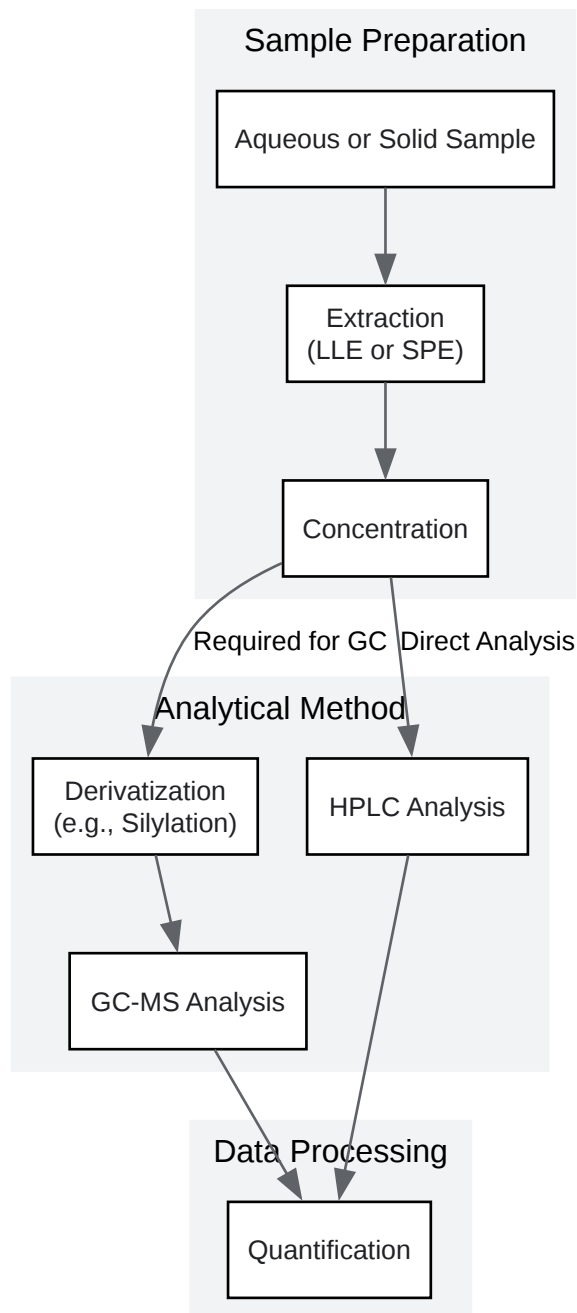 Sample Preparation
Aqueous or Solid Sample
Extraction
(LLE or SPE)
Concentration
Required for GC
Direct Analysis
Analytical Method
Derivatization
(e.g., Silylation)
HPLC Analysis
GC-MS Analysis
Data Processing
Quantification